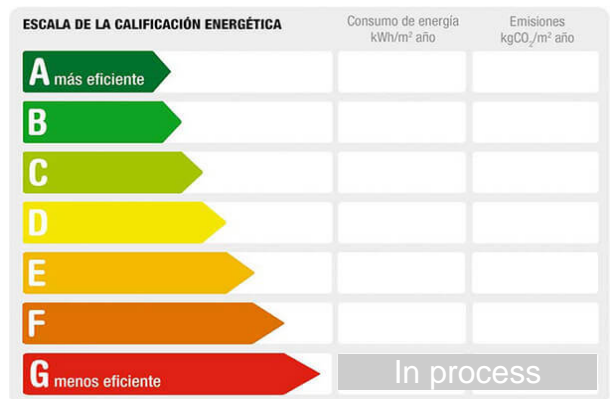 ESCALA DE LA CALIFICACIÓN ENERGÉTICA
Consumo de energía
kWh/m² año
Emisiones
kgCO₂/m² año
A más eficiente
B
C
D
E
F
G menos eficiente
In process